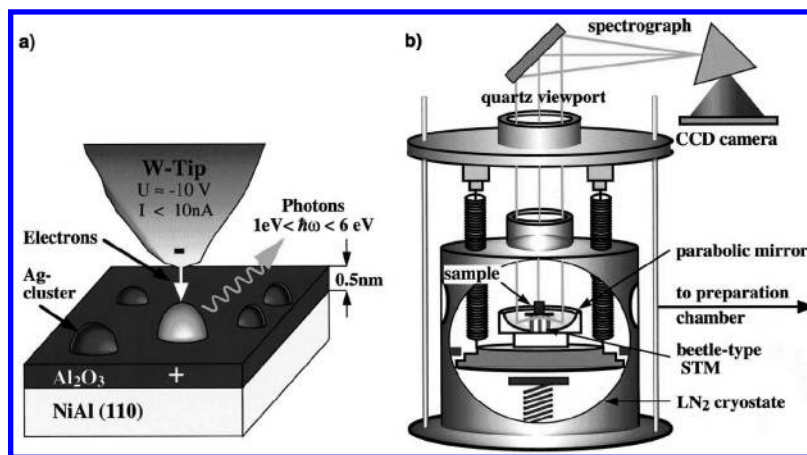 a)
W-Tip
U ≈ -10 V
I < 10nA
-
Photons
1eV< ħω < 6 eV
Electrons
0.5nm
Ag-
cluster
Al₂O₃ +
NiAl (110)
b)
spectrograph
quartz viewport
CCD camera
parabolic mirror
sample
to preparation
chamber
beetle-type
STM
LN₂ cryostate